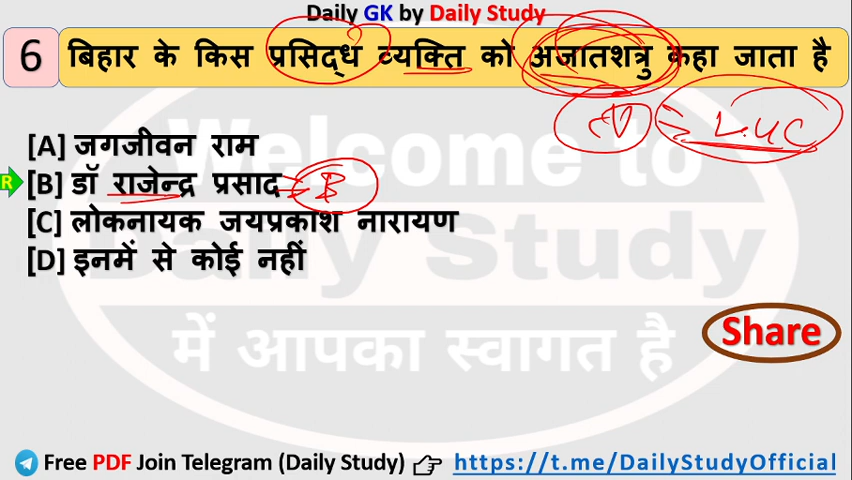 Daily GK by Daily Study
6 बिहार के किस प्रसिद्ध व्यक्ति को अजातशत्रु कहा जाता है
[A] जगजीवन राम
R [B] डॉ राजेन्द्र प्रसाद = B
[C] लोकनायक जयप्रकाश नारायण
[D] इनमें से कोई नहीं
Welcome to
Daily Study
में आपका स्वागत है
Share
Free PDF Join Telegram (Daily Study) https://t.me/DailyStudyOfficial